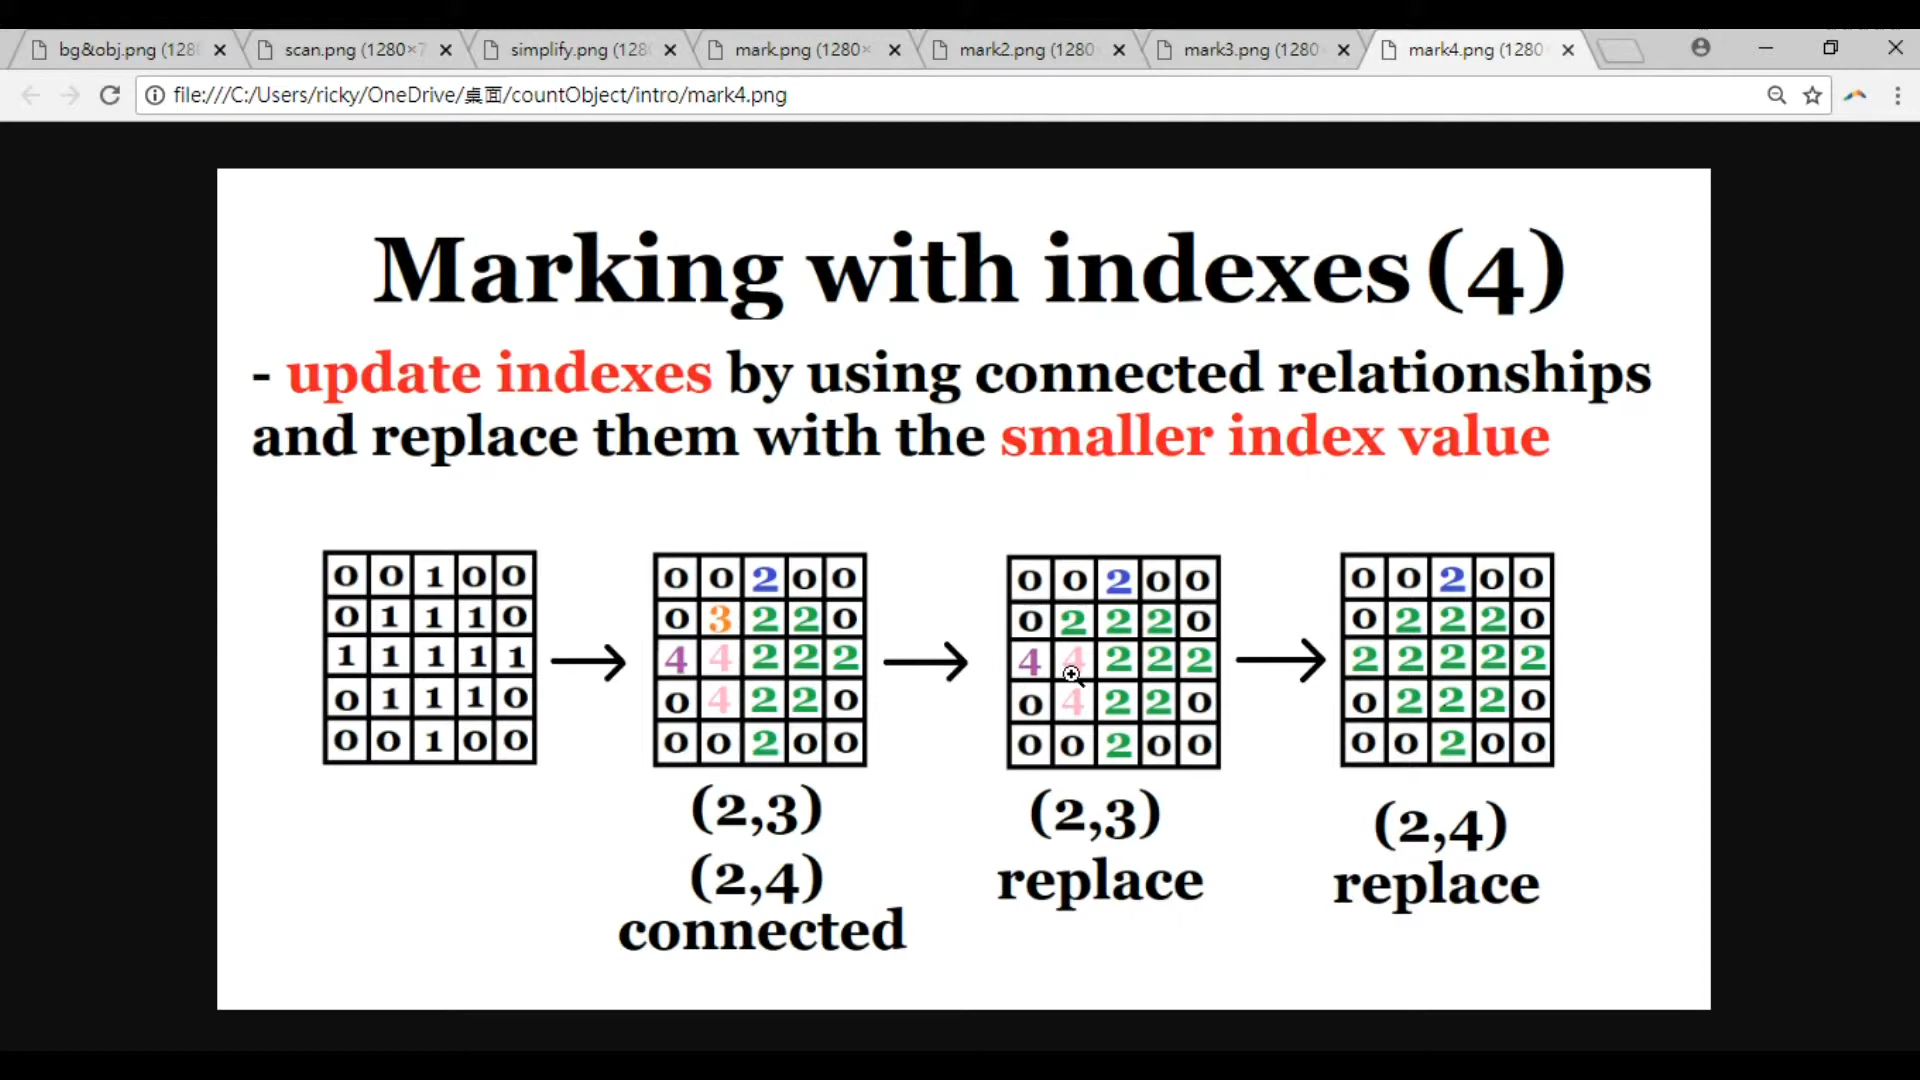 bg&obj.png (128
scan.png (1280×7
simplify.png (128
mark.png (1280×
mark2.png (1280
mark3.png (1280
mark4.png (1280
file:///C:/Users/ricky/OneDrive/桌面/countObject/intro/mark4.png
Marking with indexes (4)
- update indexes by using connected relationships
and replace them with the smaller index value
0 0 1 0 0
0 1 1 1 0
1 1 1 1 1
0 1 1 1 0
0 0 1 0 0
0 0 2 0 0
0 3 2 2 0
4 4 2 2 2
0 4 2 2 0
0 0 2 0 0
(2,3)
(2,4)
connected
0 0 2 0 0
0 2 2 2 0
4 4 2 2 2
0 4 2 2 0
0 0 2 0 0
(2,3)
replace
0 0 2 0 0
0 2 2 2 0
2 2 2 2 2
0 2 2 2 0
0 0 2 0 0
(2,4)
replace